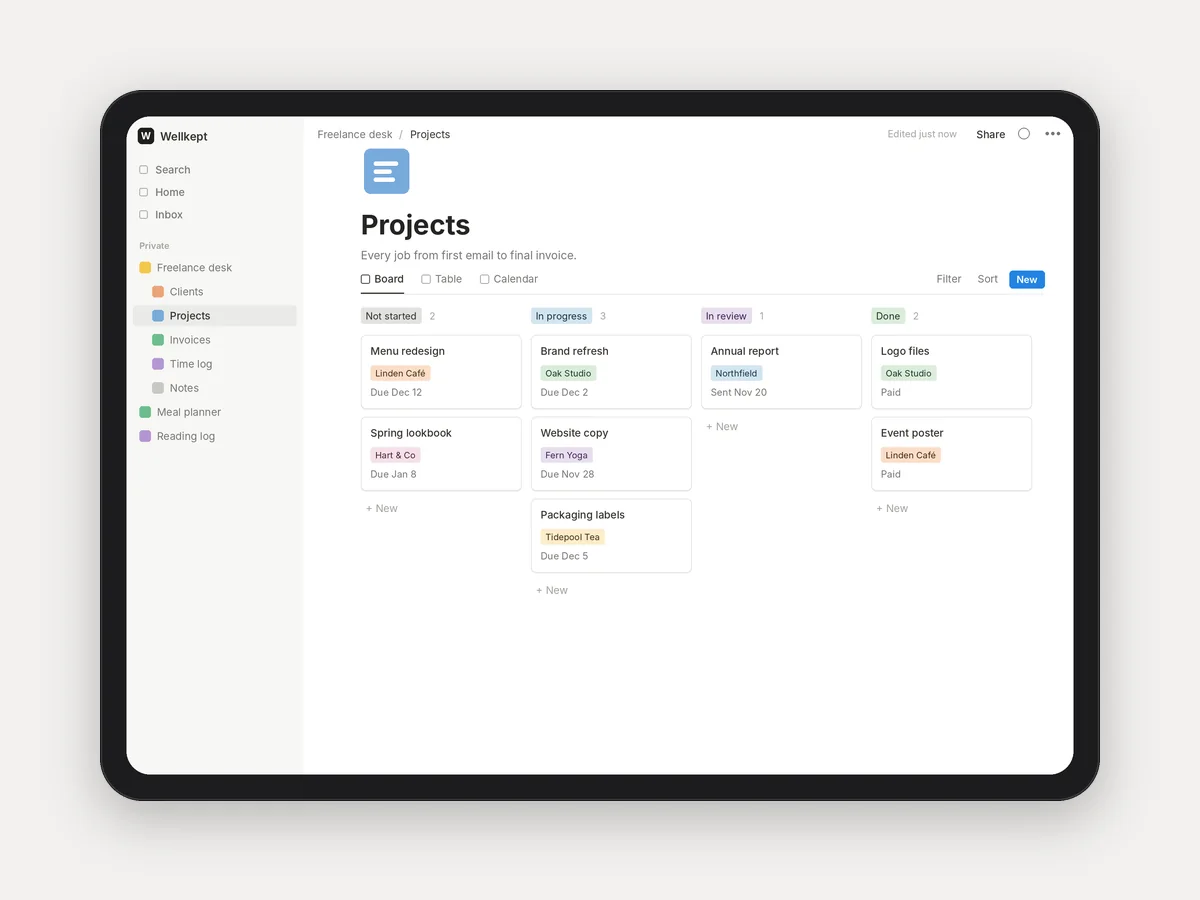 W Wellkept
Search
Home
Inbox
Private
Freelance desk
Clients
Projects
Invoices
Time log
Notes
Meal planner
Reading log
Freelance desk / Projects
Edited just now
Share
Projects
Every job from first email to final invoice.
Board
Table
Calendar
Filter
Sort
New
Not started 2
Menu redesign
Linden Café
Due Dec 12
Spring lookbook
Hart & Co
Due Jan 8
+ New
In progress 3
Brand refresh
Oak Studio
Due Dec 2
Website copy
Fern Yoga
Due Nov 28
Packaging labels
Tidepool Tea
Due Dec 5
+ New
In review 1
Annual report
Northfield
Sent Nov 20
+ New
Done 2
Logo files
Oak Studio
Paid
Event poster
Linden Café
Paid
+ New